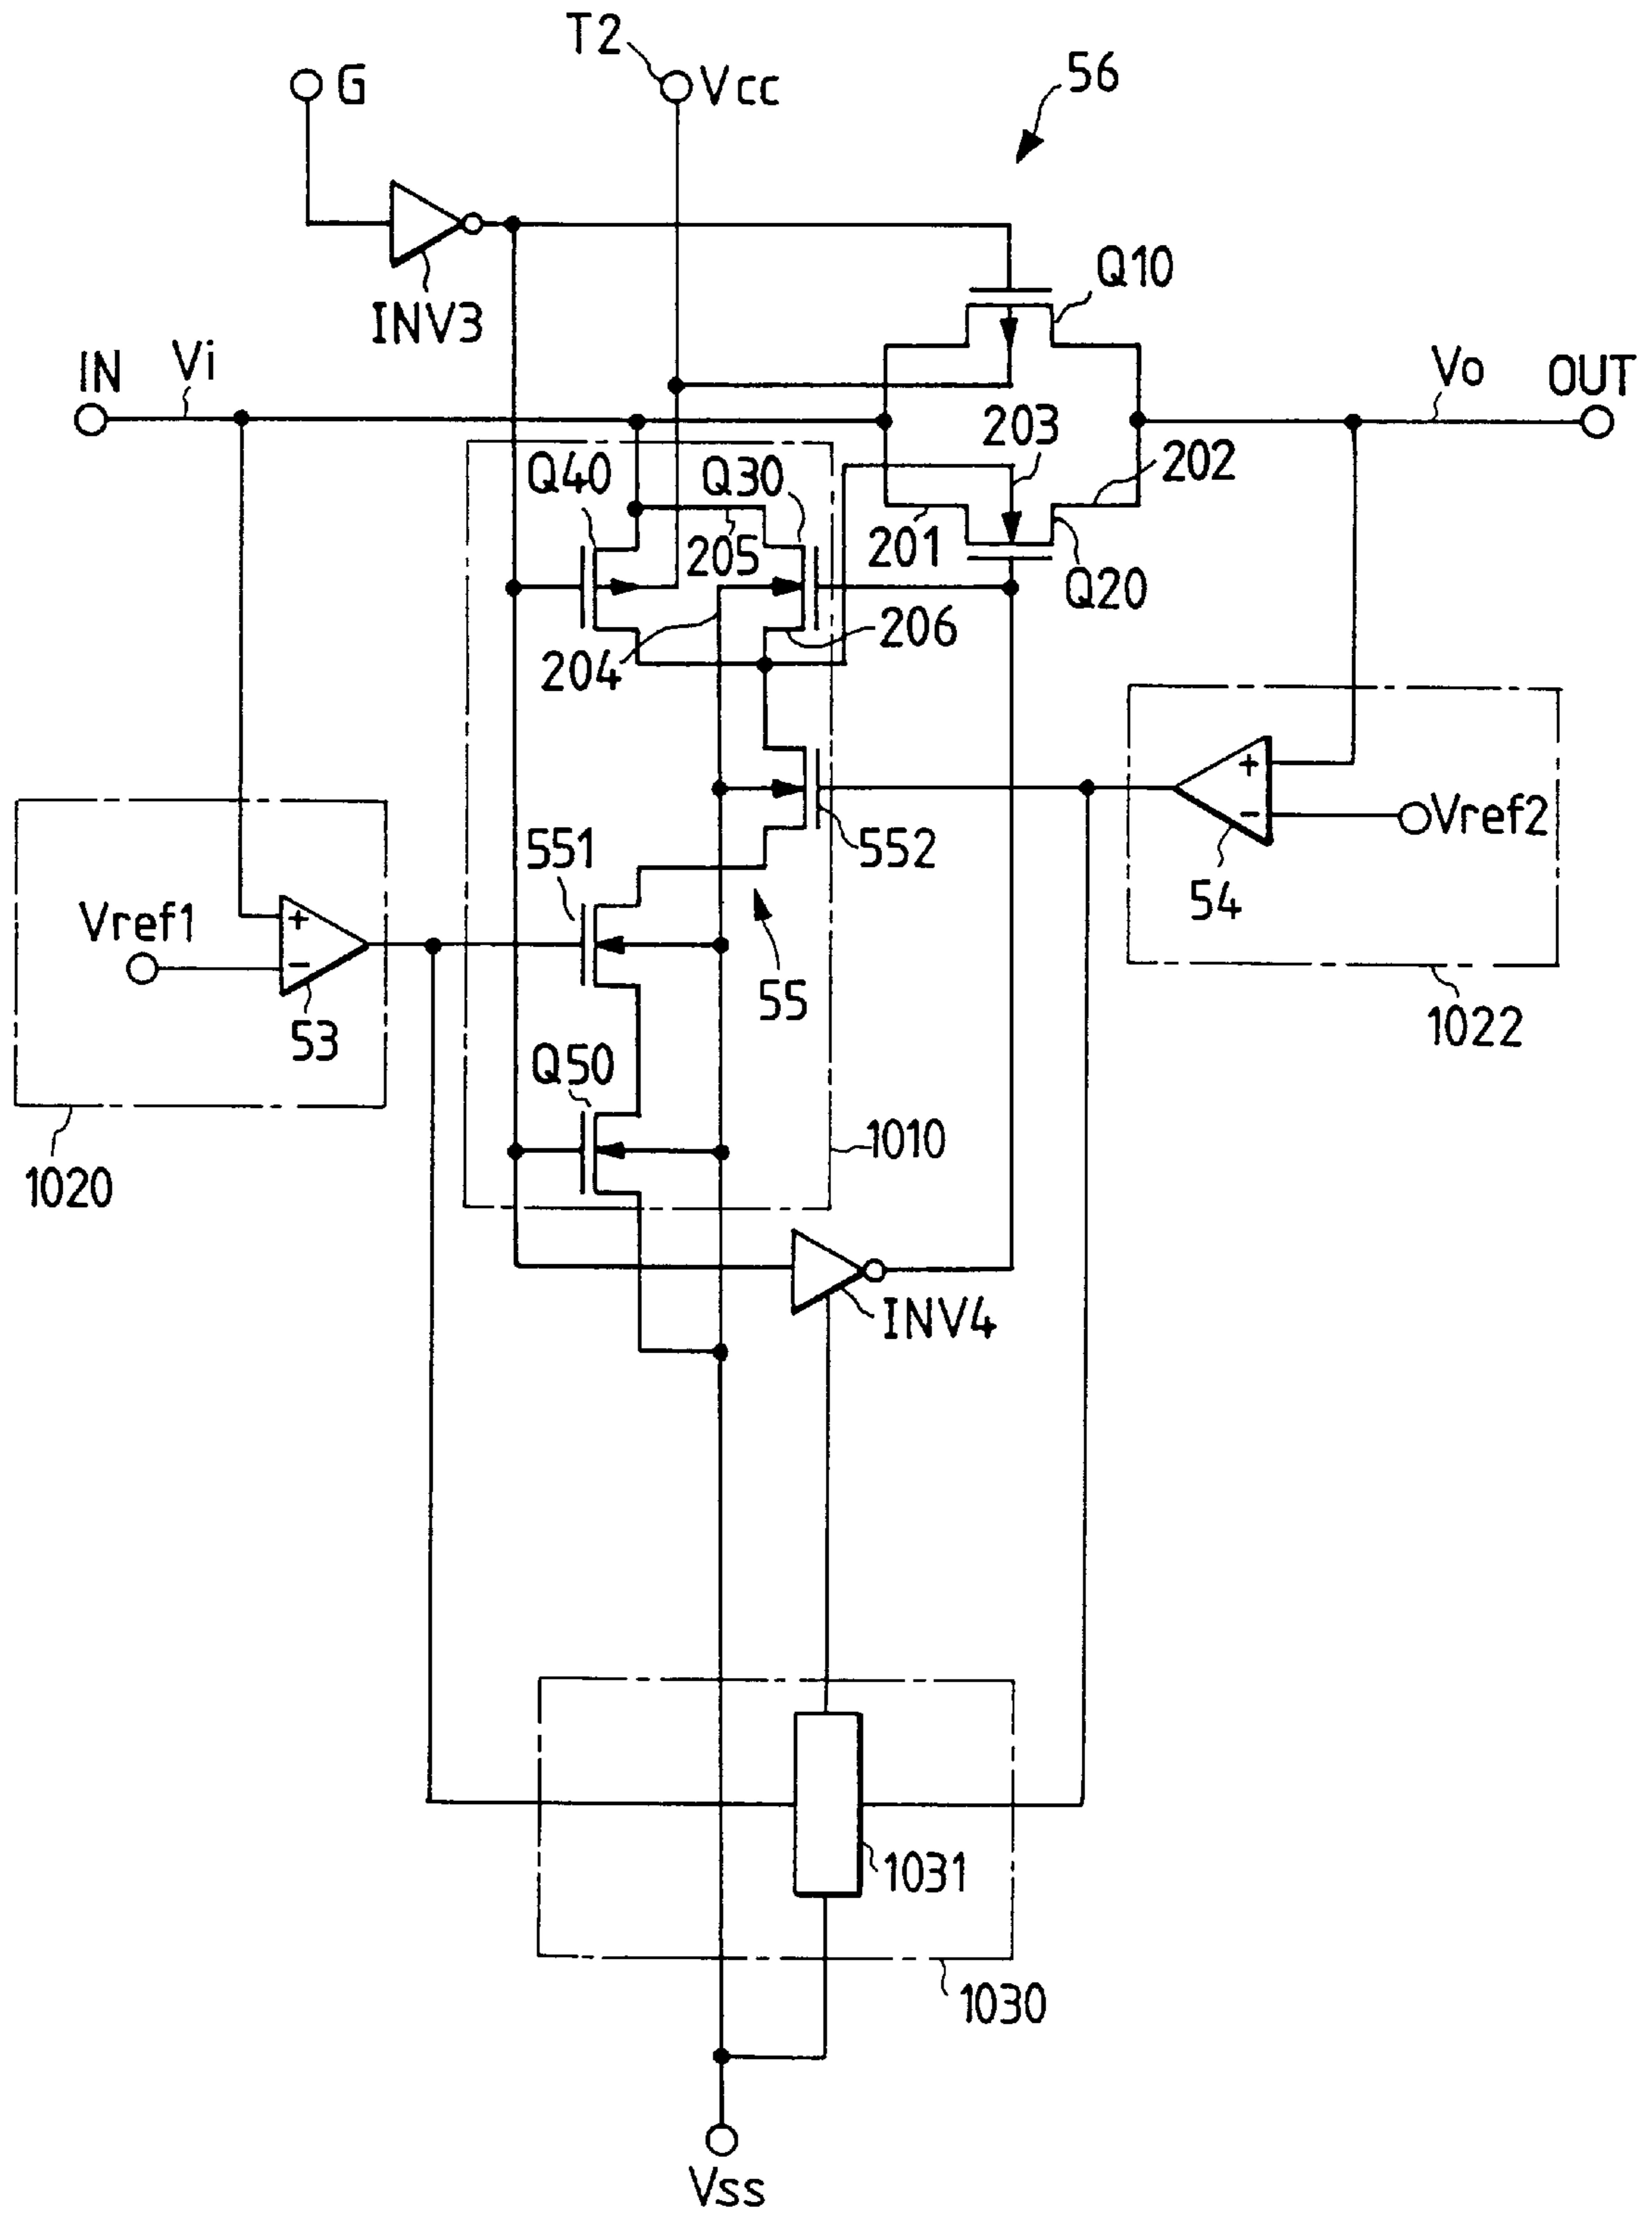 T2
G
Vcc
56
INV3
Q10
IN
Vi
Vo
OUT
203
Q40
Q30
202
205
201
Q20
206
204
+
-
Vref2
551
552
54
Vref1
+
-
53
55
1022
Q50
1010
1020
INV4
1031
1030
Vss